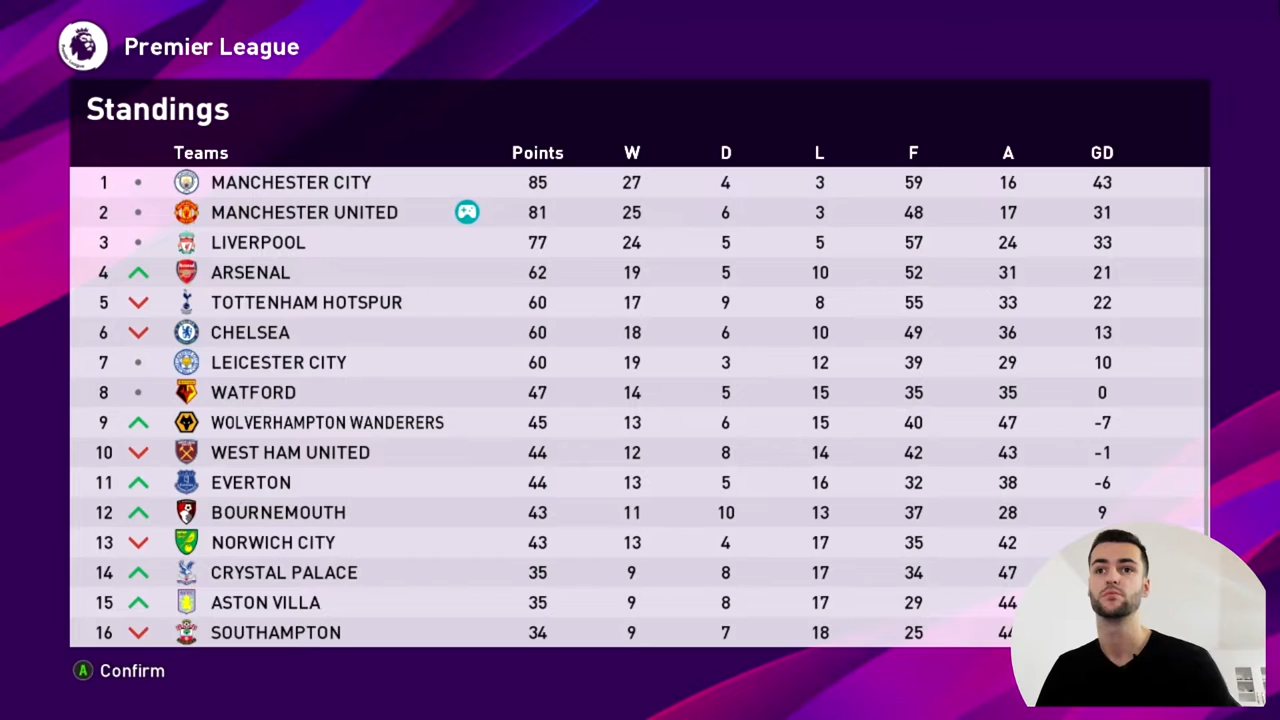 Premier League
Standings
Teams Points W D L F A GD
1 MANCHESTER CITY 85 27 4 3 59 16 43
2 MANCHESTER UNITED 81 25 6 3 48 17 31
3 LIVERPOOL 77 24 5 5 57 24 33
4 ARSENAL 62 19 5 10 52 31 21
5 TOTTENHAM HOTSPUR 60 17 9 8 55 33 22
6 CHELSEA 60 18 6 10 49 36 13
7 LEICESTER CITY 60 19 3 12 39 29 10
8 WATFORD 47 14 5 15 35 35 0
9 WOLVERHAMPTON WANDERERS 45 13 6 15 40 47 -7
10 WEST HAM UNITED 44 12 8 14 42 43 -1
11 EVERTON 44 13 5 16 32 38 -6
12 BOURNEMOUTH 43 11 10 13 37 28 9
13 NORWICH CITY 43 13 4 17 35 42
14 CRYSTAL PALACE 35 9 8 17 34 47
15 ASTON VILLA 35 9 8 17 29 44
16 SOUTHAMPTON 34 9 7 18 25
A Confirm